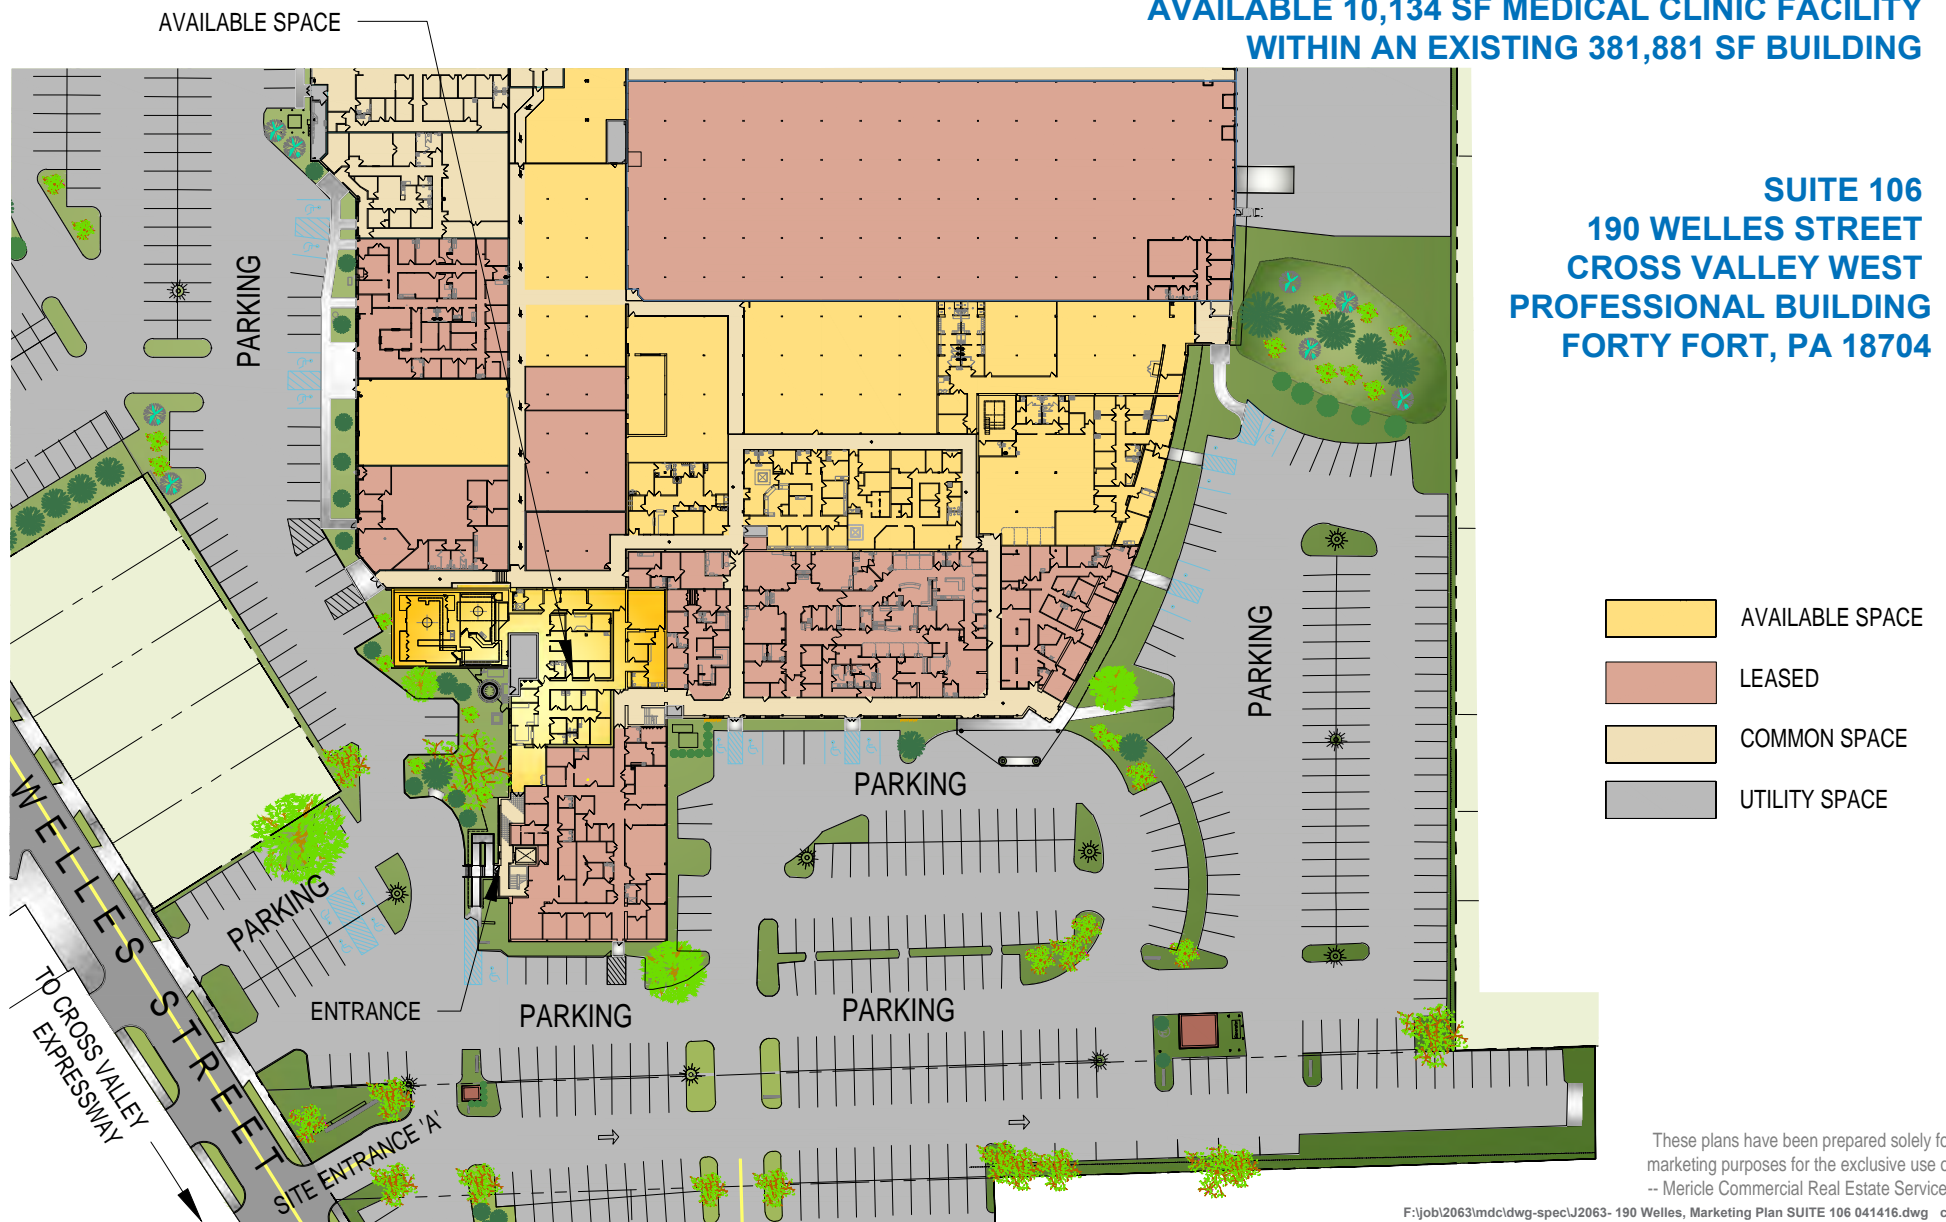 AVAILABLE SPACE
AVAILABLE 10,134 SF MEDICAL CLINIC FACILITY
WITHIN AN EXISTING 381,881 SF BUILDING
SUITE 106
190 WELLES STREET
CROSS VALLEY WEST
PROFESSIONAL BUILDING
FORTY FORT, PA 18704
PARKING
AVAILABLE SPACE
LEASED
COMMON SPACE
UTILITY SPACE
PARKING
PARKING
PARKING
WELLES STREET
TO CROSS VALLEY
EXPRESSWAY
ENTRANCE
PARKING
PARKING
SITE ENTRANCE 'A'
These plans have been prepared solely fo
marketing purposes for the exclusive use o
-- Mericle Commercial Real Estate Service
F:\job\2063\mdc\dwg-spec\J2063- 190 Welles, Marketing Plan SUITE 106 041416.dwg c